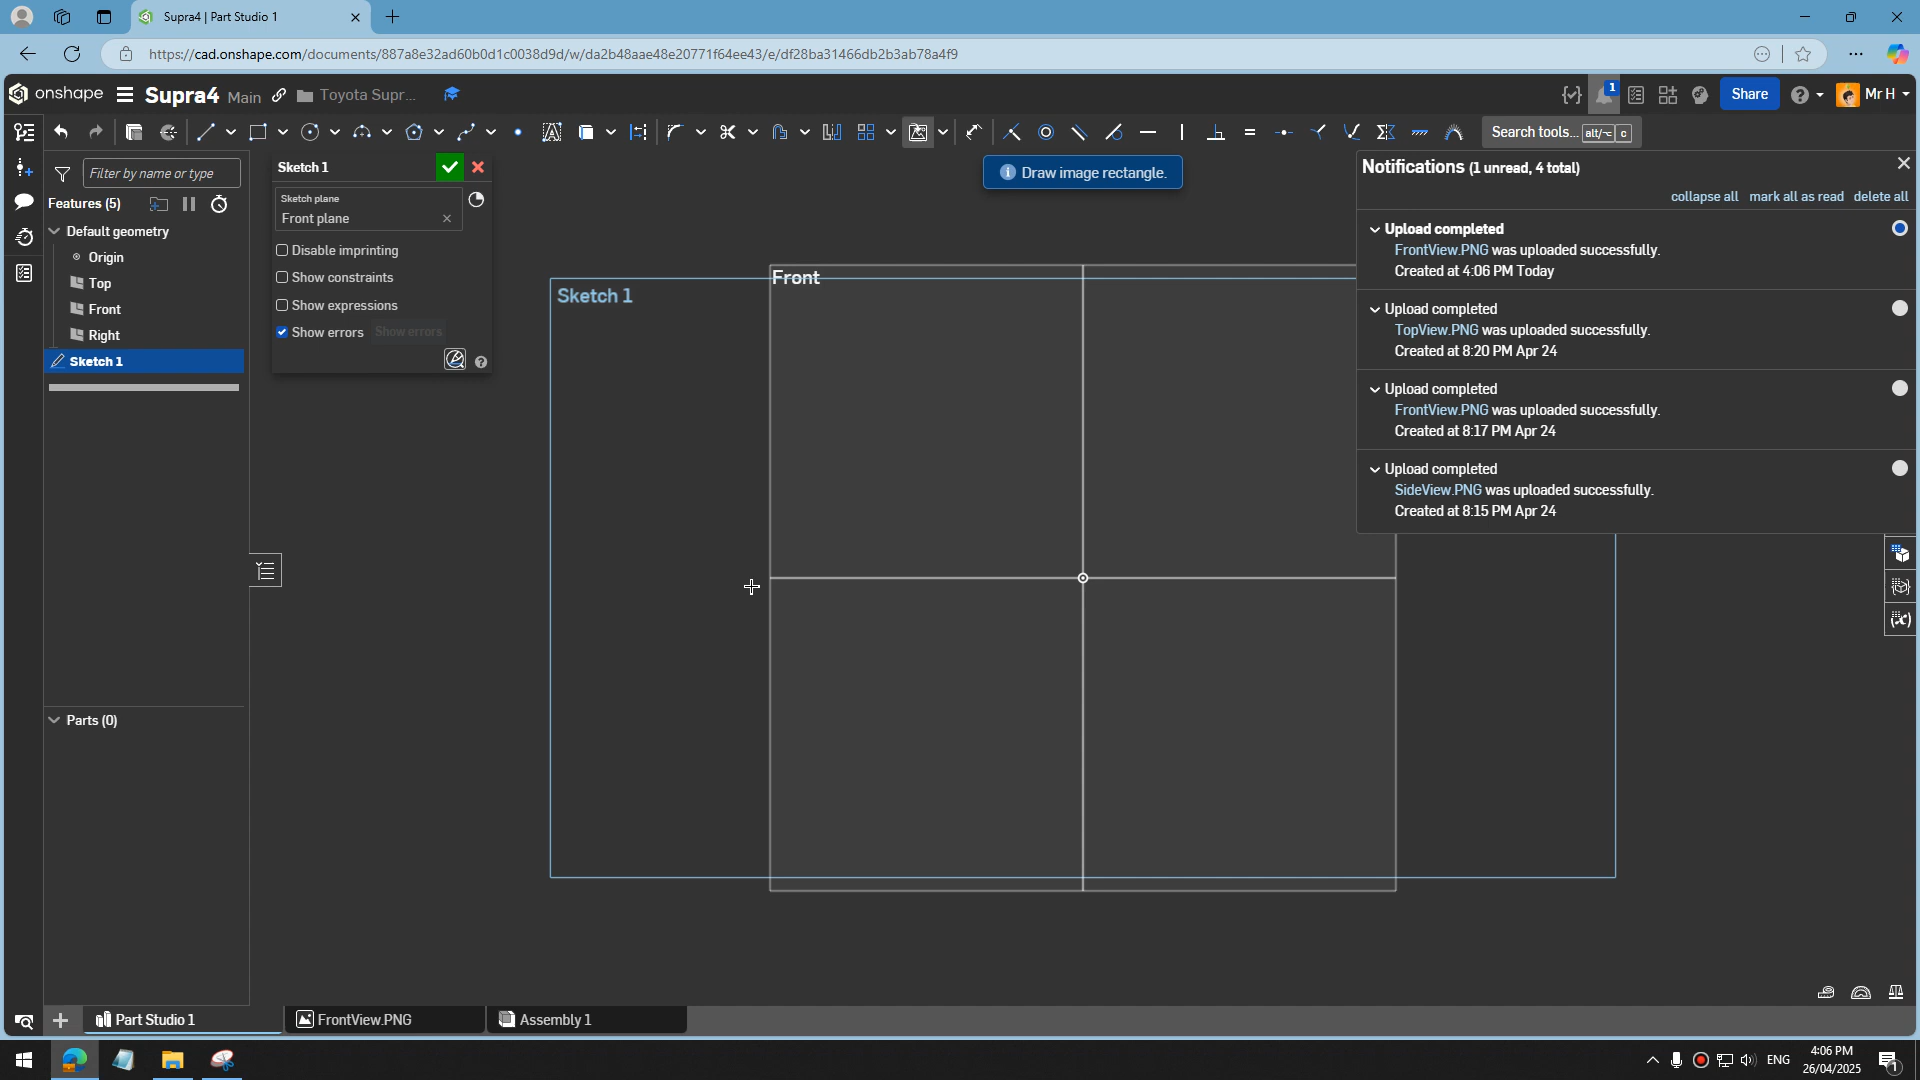 Supra4 | Part Studio 1
https://cad.onshape.com/documents/887a8e32ad60b0d1c0038d9d/w/da2b48aae48e20771f64ee43/e/df28ba31466db2b3ab78a4f9
onshape
Supra4
Main
Toyota Supr...
1
Share
Mr H
Search tools... alt/⌥ c
Filter by name or type
Features (5)
Default geometry
Origin
Top
Front
Right
Sketch 1
Parts (0)
Sketch 1
Sketch plane
Front plane
Disable imprinting
Show constraints
Show expressions
Show errors
Show errors
Draw image rectangle.
Front
Sketch 1
Notifications (1 unread, 4 total)
collapse all mark all as read delete all
Upload completed
FrontView.PNG was uploaded successfully.
Created at 4:06 PM Today
Upload completed
TopView.PNG was uploaded successfully.
Created at 8:20 PM Apr 24
Upload completed
FrontView.PNG was uploaded successfully.
Created at 8:17 PM Apr 24
Upload completed
SideView.PNG was uploaded successfully.
Created at 8:15 PM Apr 24
Part Studio 1
FrontView.PNG
Assembly 1
ENG
4:06 PM
26/04/2025
1